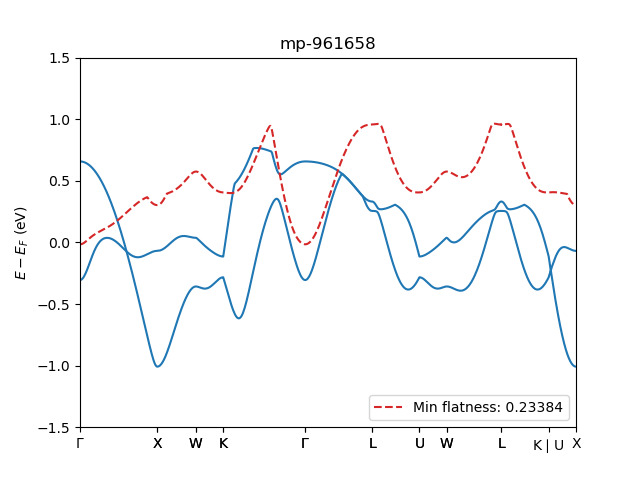 mp-961658
1.5
1.0
0.5
0.0
−0.5
−1.0
−1.5
E − E_F (eV)
Γ X W K Γ L U W L K | U X
Min flatness: 0.23384